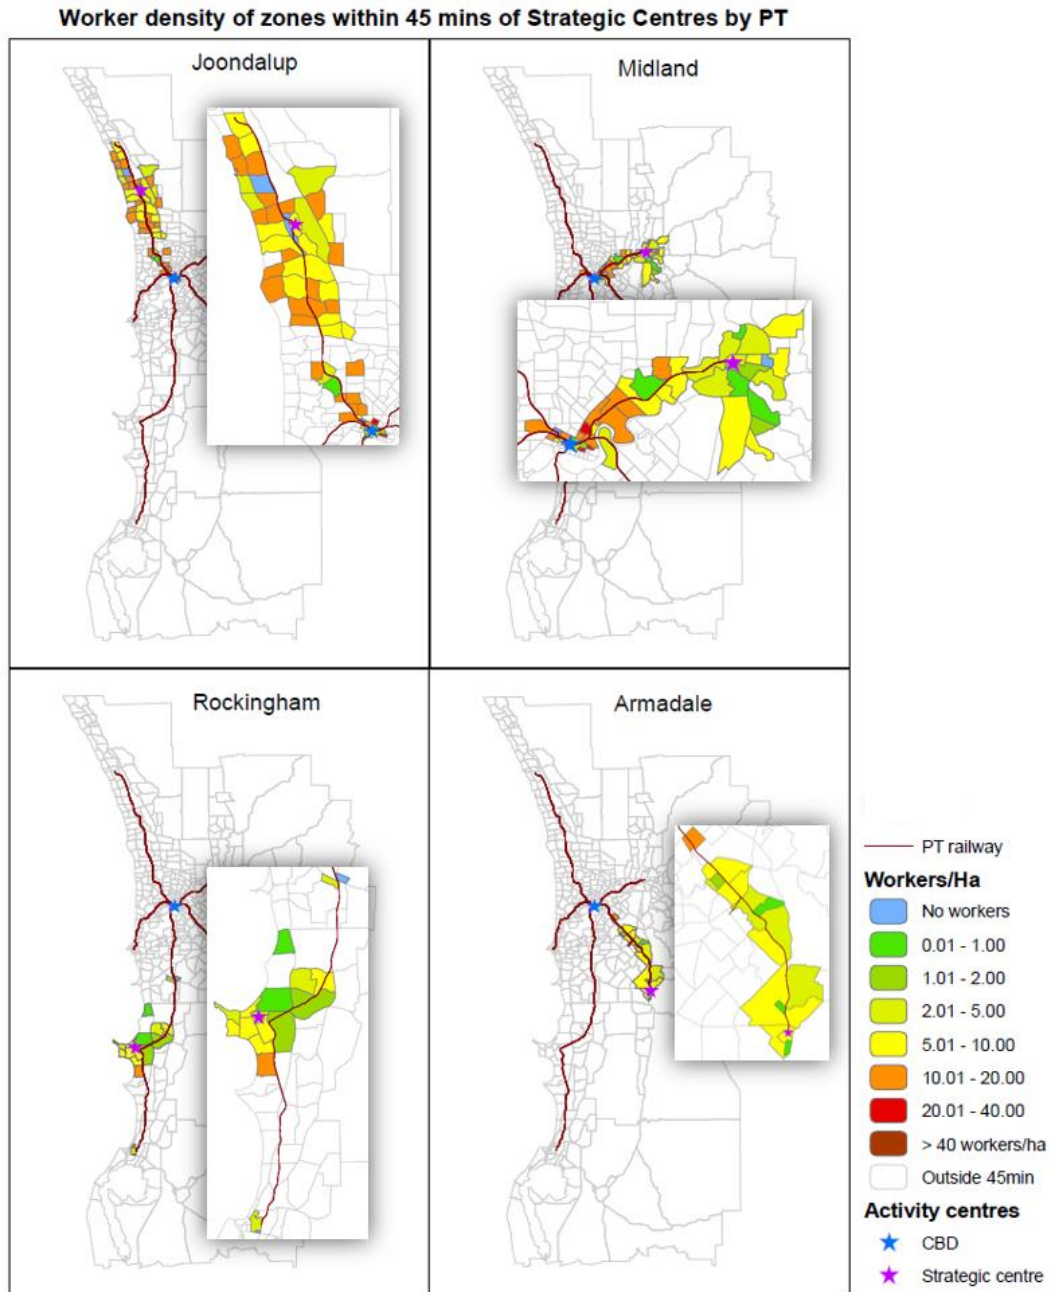 Worker density of zones within 45 mins of Strategic Centres by PT
Joondalup
Midland
Rockingham
Armadale
PT railway
Workers/Ha
No workers
0.01 - 1.00
1.01 - 2.00
2.01 - 5.00
5.01 - 10.00
10.01 - 20.00
20.01 - 40.00
> 40 workers/ha
Outside 45min
Activity centres
CBD
Strategic centre